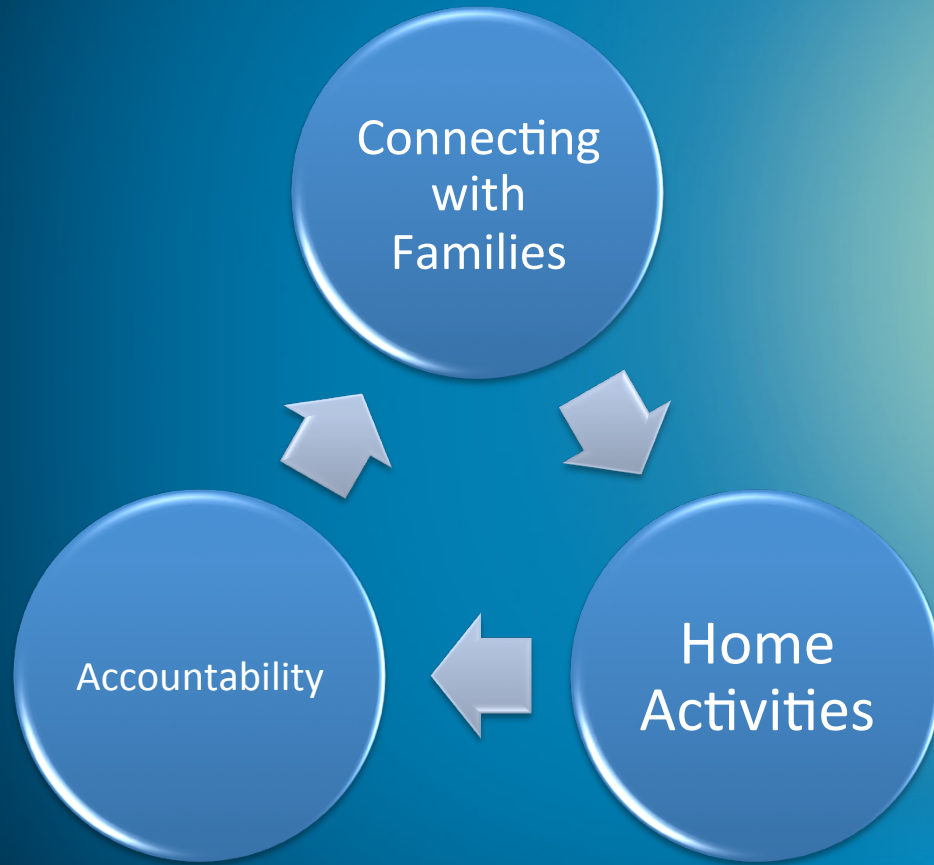 Connecting
with
Families
Home
Activities
Accountability